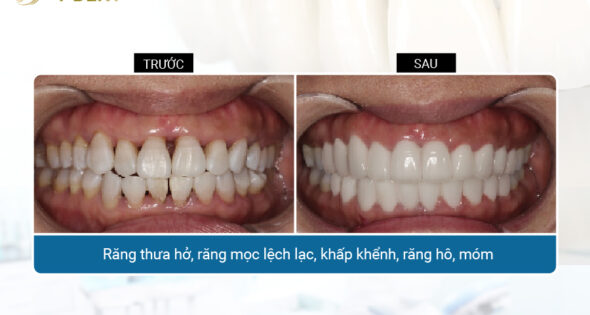 TRƯỚC
SAU
Răng thưa hở, răng mọc lệch lạc, khấp khểnh, răng hô, móm